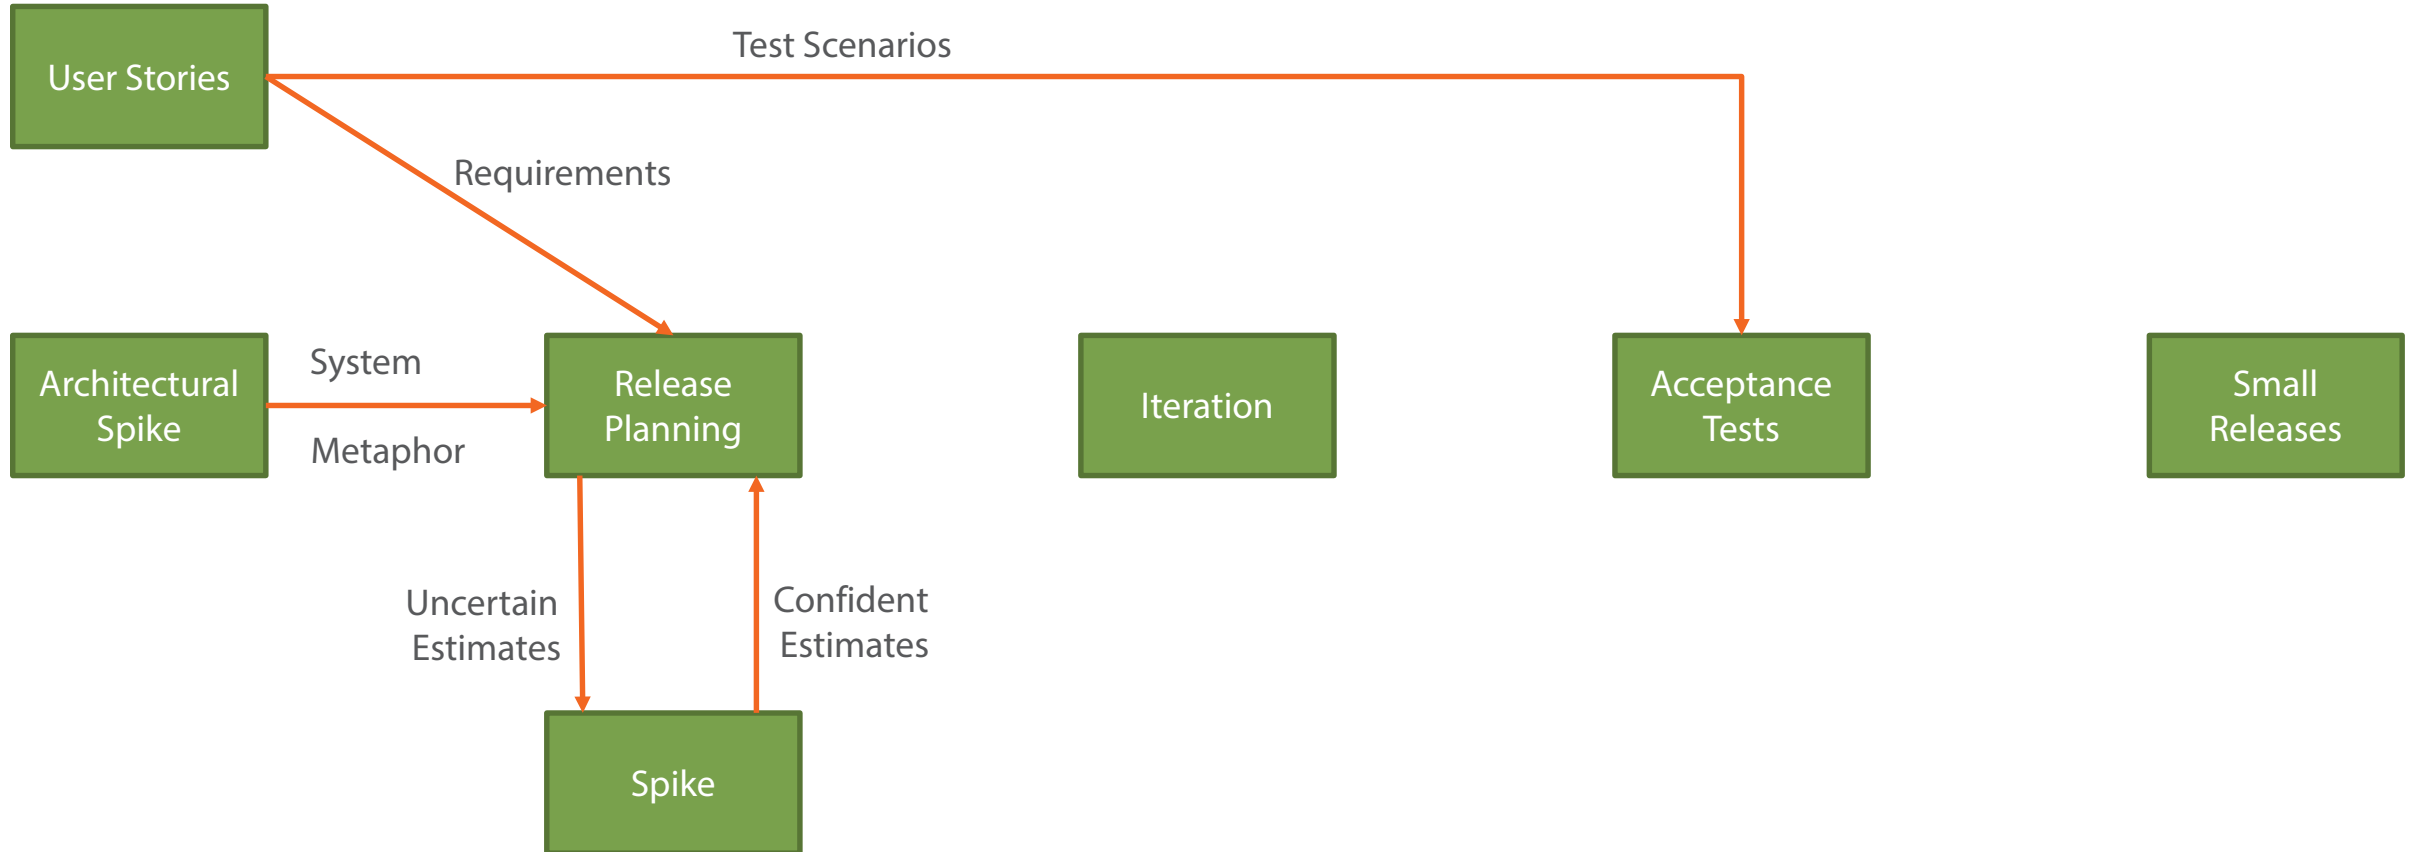 User Stories
Test Scenarios
Requirements
Architectural
Spike
System
Metaphor
Release
Planning
Iteration
Acceptance
Tests
Small
Releases
Uncertain
Estimates
Confident
Estimates
Spike